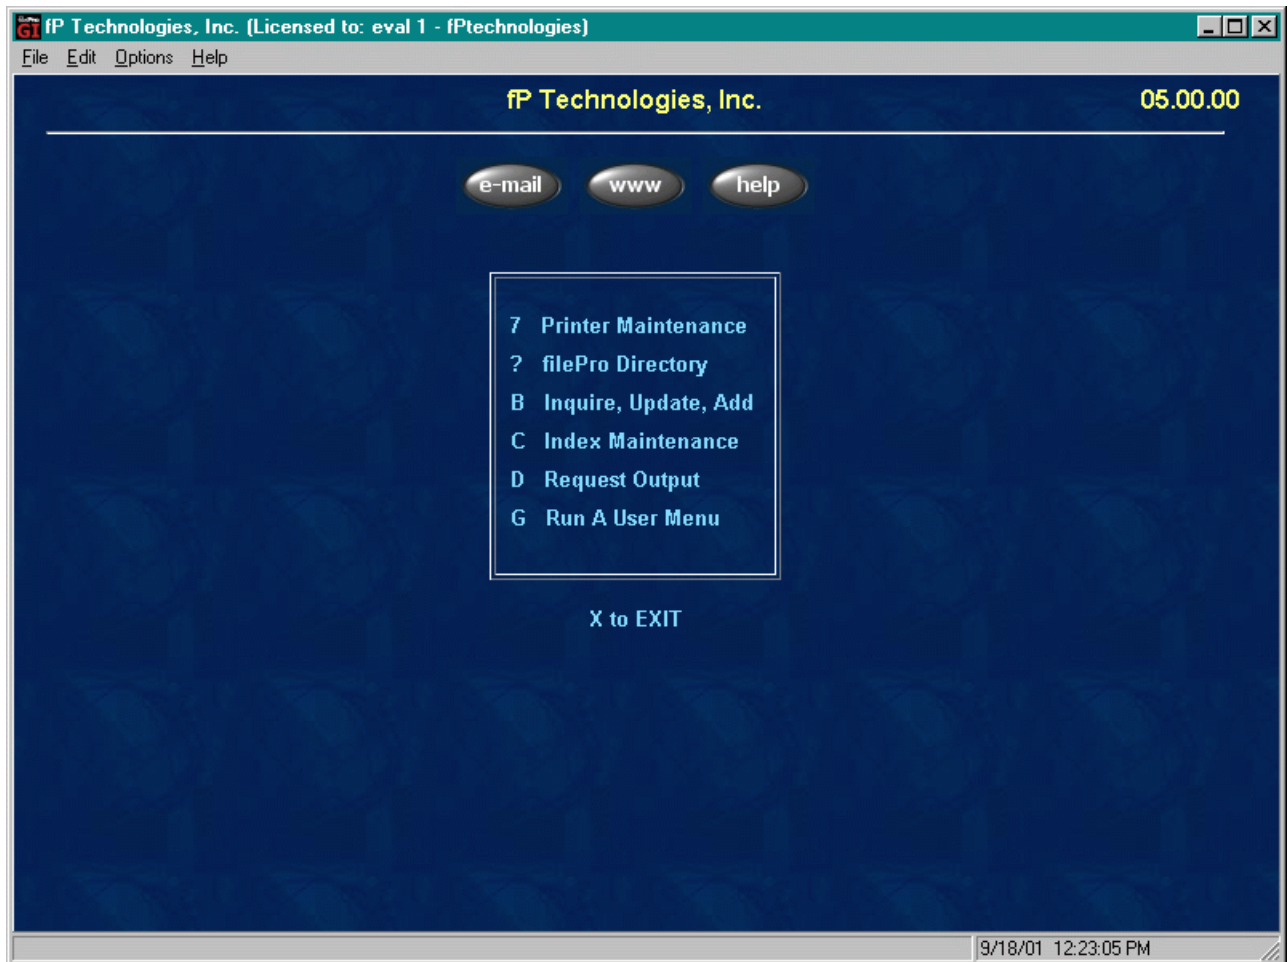 GI fP Technologies, Inc. (Licensed to: eval 1 - fPtechnologies)
File Edit Options Help
fP Technologies, Inc. 05.00.00
e-mail www help
7 Printer Maintenance
? filePro Directory
B Inquire, Update, Add
C Index Maintenance
D Request Output
G Run A User Menu
X to EXIT
9/18/01 12:23:05 PM